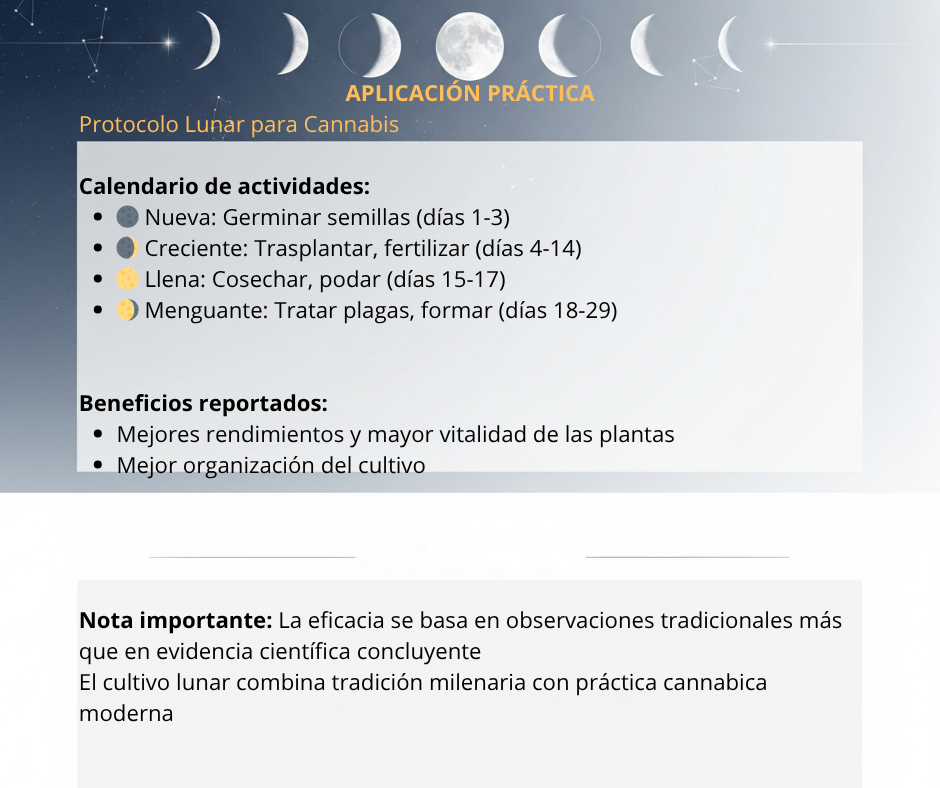 APLICACIÓN PRÁCTICA
Protocolo Lunar para Cannabis
Calendario de actividades:
• 🌑 Nueva: Germinar semillas (días 1-3)
• 🌒 Creciente: Trasplantar, fertilizar (días 4-14)
• 🌕 Llena: Cosechar, podar (días 15-17)
• 🌖 Menguante: Tratar plagas, formar (días 18-29)
Beneficios reportados:
• Mejores rendimientos y mayor vitalidad de las plantas
• Mejor organización del cultivo
Nota importante: La eficacia se basa en observaciones tradicionales más
que en evidencia científica concluyente
El cultivo lunar combina tradición milenaria con práctica cannabica
moderna